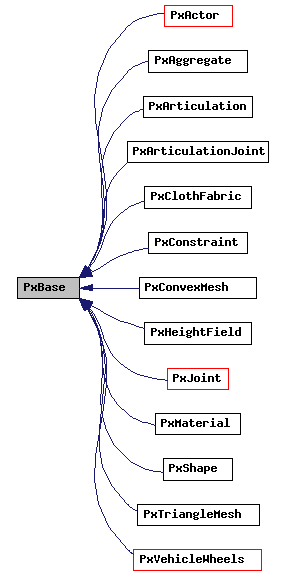 PxActor
PxAggregate
PxArticulation
PxArticulationJoint
PxClothFabric
PxConstraint
PxBase
PxConvexMesh
PxHeightField
PxJoint
PxMaterial
PxShape
PxTriangleMesh
PxVehicleWheels